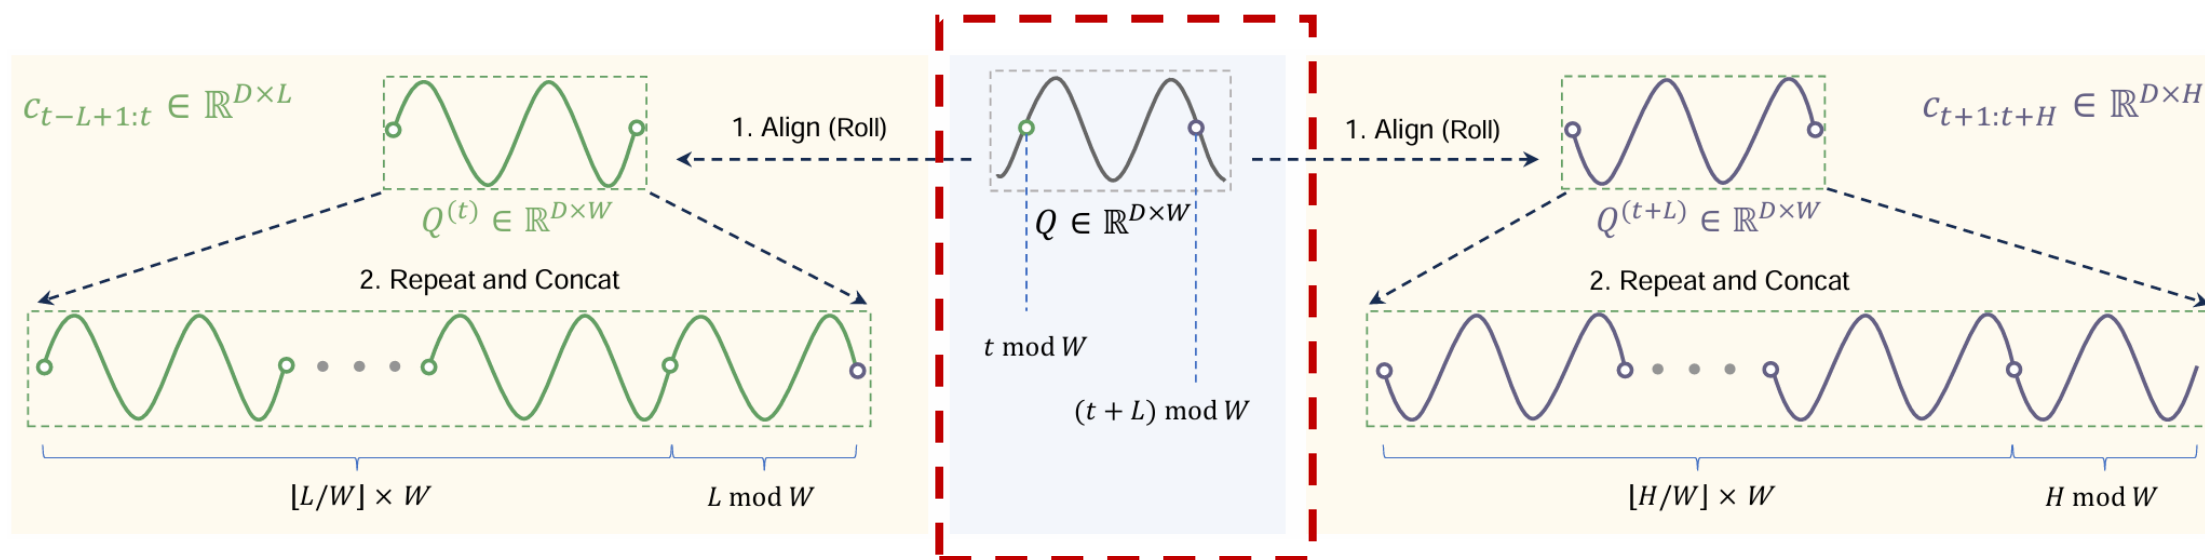 c_{t−L+1:t} ∈ ℝ^{D×L}
1. Align (Roll)
Q^{(t)} ∈ ℝ^{D×W}
2. Repeat and Concat
⌊L/W⌋ × W
L mod W
Q ∈ ℝ^{D×W}
t mod W
(t + L) mod W
1. Align (Roll)
c_{t+1:t+H} ∈ ℝ^{D×H}
Q^{(t+L)} ∈ ℝ^{D×W}
2. Repeat and Concat
⌊H/W⌋ × W
H mod W